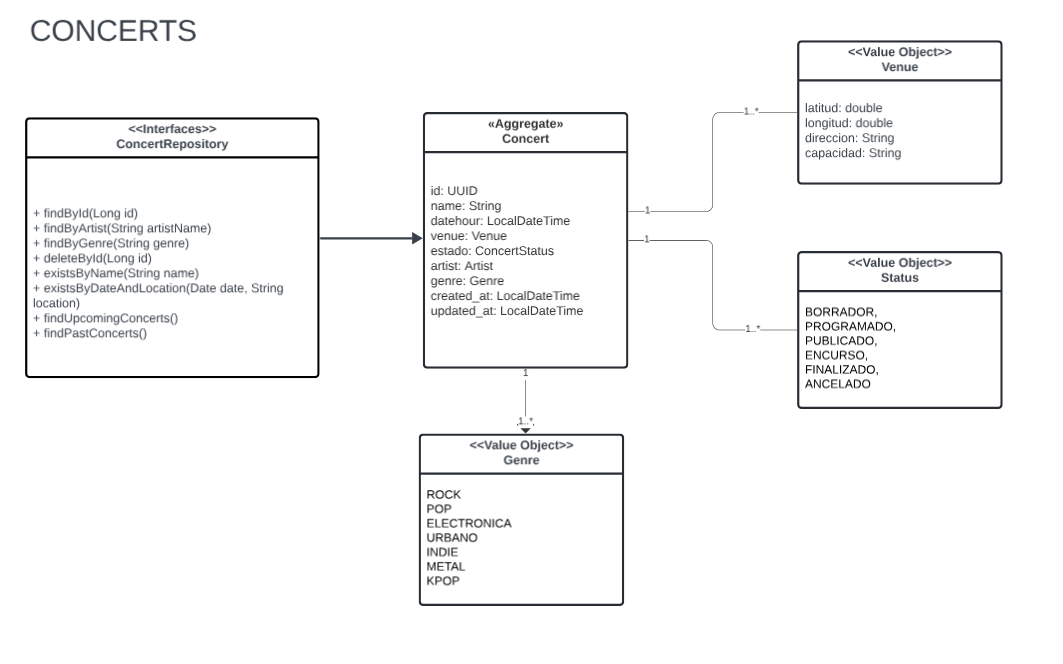 CONCERTS
<<Interfaces>>
ConcertRepository
+ findById(Long id)
+ findByArtist(String artistName)
+ findByGenre(String genre)
+ deleteById(Long id)
+ existsByName(String name)
+ existsByDateAndLocation(Date date, String
location)
+ findUpcomingConcerts()
+ findPastConcerts()
«Aggregate»
Concert
id: UUID
name: String
datehour: LocalDateTime
venue: Venue
estado: ConcertStatus
artist: Artist
genre: Genre
created_at: LocalDateTime
updated_at: LocalDateTime
1
1..*
1
1..*
1
1..*
<<Value Object>>
Venue
latitud: double
longitud: double
direccion: String
capacidad: String
<<Value Object>>
Status
BORRADOR,
PROGRAMADO,
PUBLICADO,
ENCURSO,
FINALIZADO,
ANCELADO
<<Value Object>>
Genre
ROCK
POP
ELECTRONICA
URBANO
INDIE
METAL
KPOP